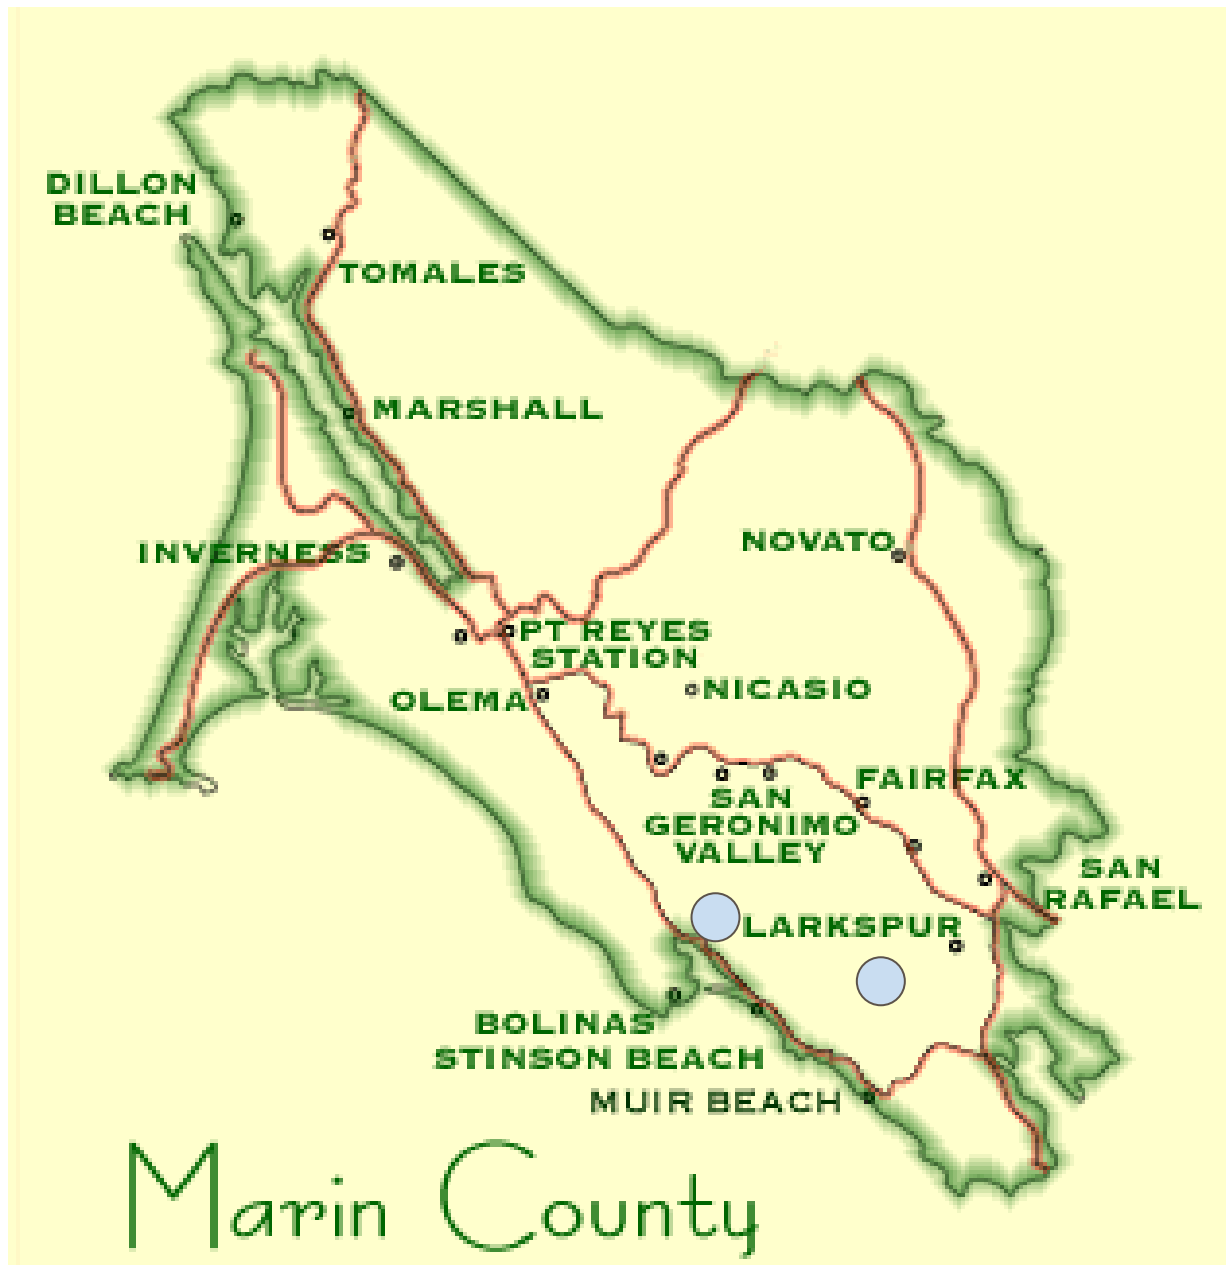 DILLON
BEACH
TOMALES
MARSHALL
NOVATO
INVERNESS
PT REYES
STATION
NICASIO
OLEMA
FAIRFAX
SAN
GERONIMO
VALLEY
SAN
RAFAEL
LARKSPUR
BOLINAS
STINSON BEACH
MUIR BEACH
Marin County